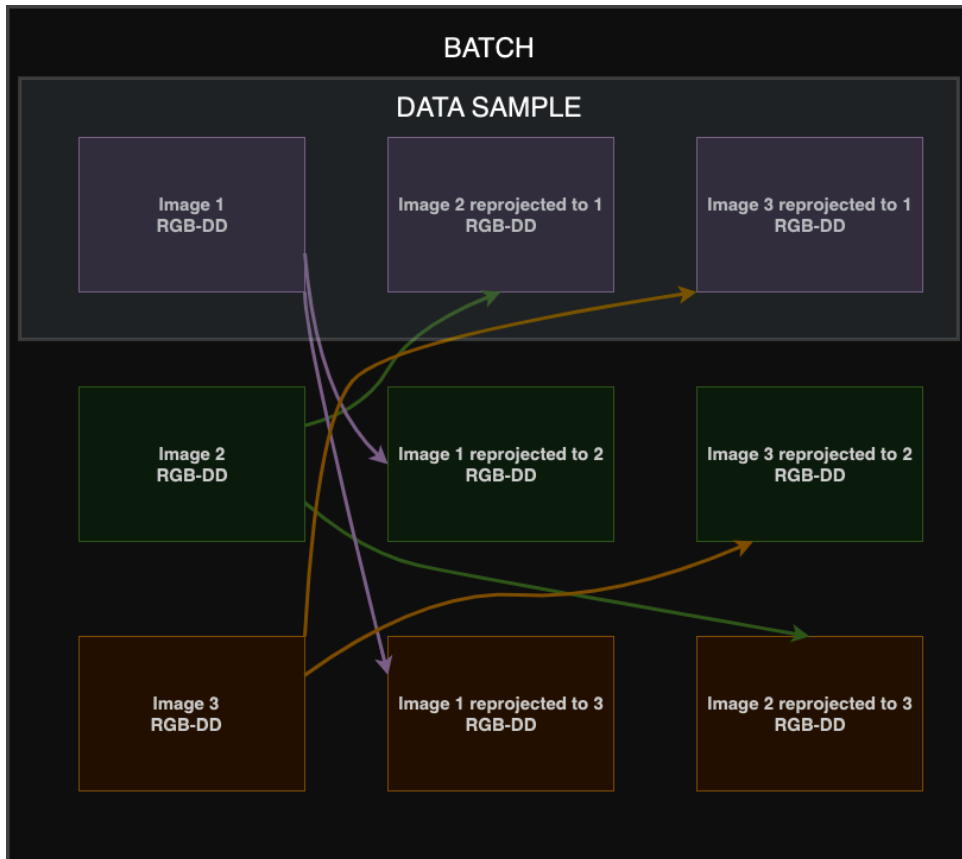 BATCH
DATA SAMPLE
Image 1
RGB-DD
Image 2 reprojected to 1
RGB-DD
Image 3 reprojected to 1
RGB-DD
Image 2
RGB-DD
Image 1 reprojected to 2
RGB-DD
Image 3 reprojected to 2
RGB-DD
Image 3
RGB-DD
Image 1 reprojected to 3
RGB-DD
Image 2 reprojected to 3
RGB-DD